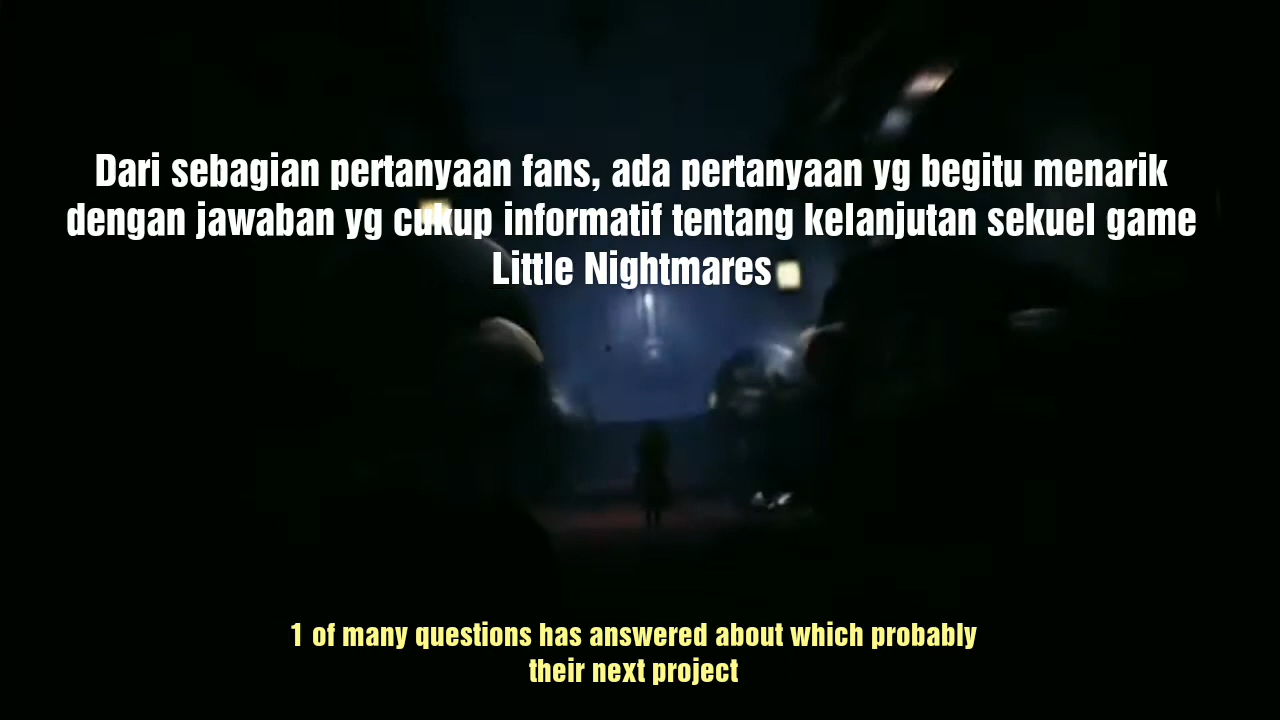 Dari sebagian pertanyaan fans, ada pertanyaan yg begitu menarik
dengan jawaban yg cukup informatif tentang kelanjutan sekuel game
Little Nightmares
1 of many questions has answered about which probably
their next project